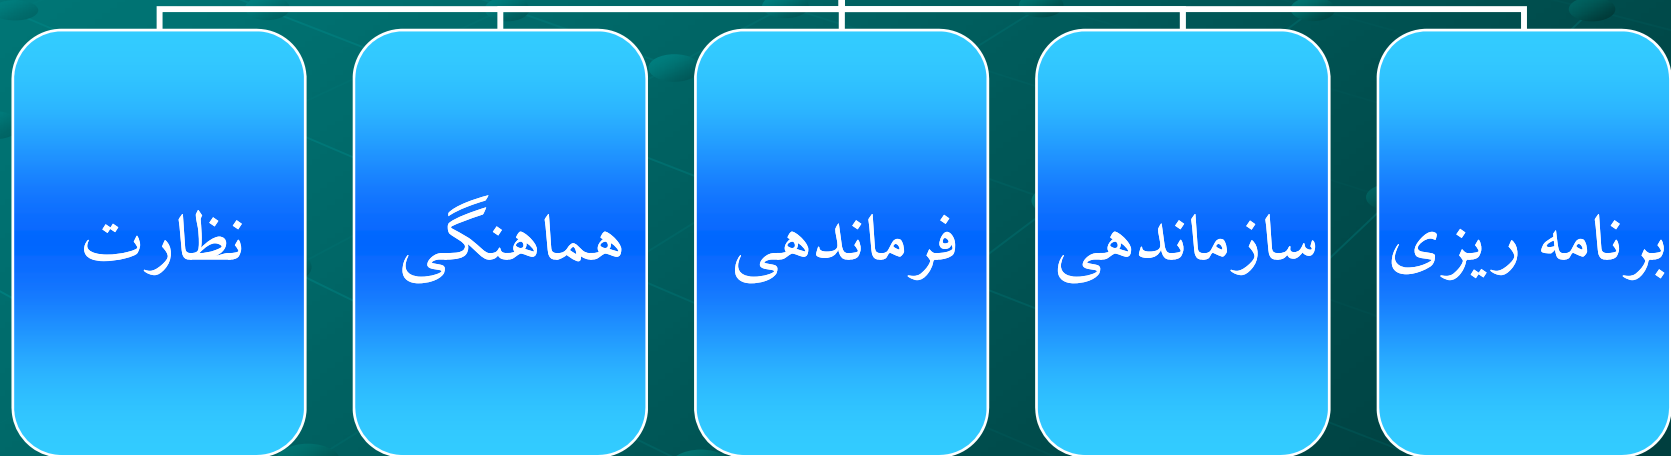 برنامه ریزی
سازماندهی
فرماندهی
هماهنگی
نظارت